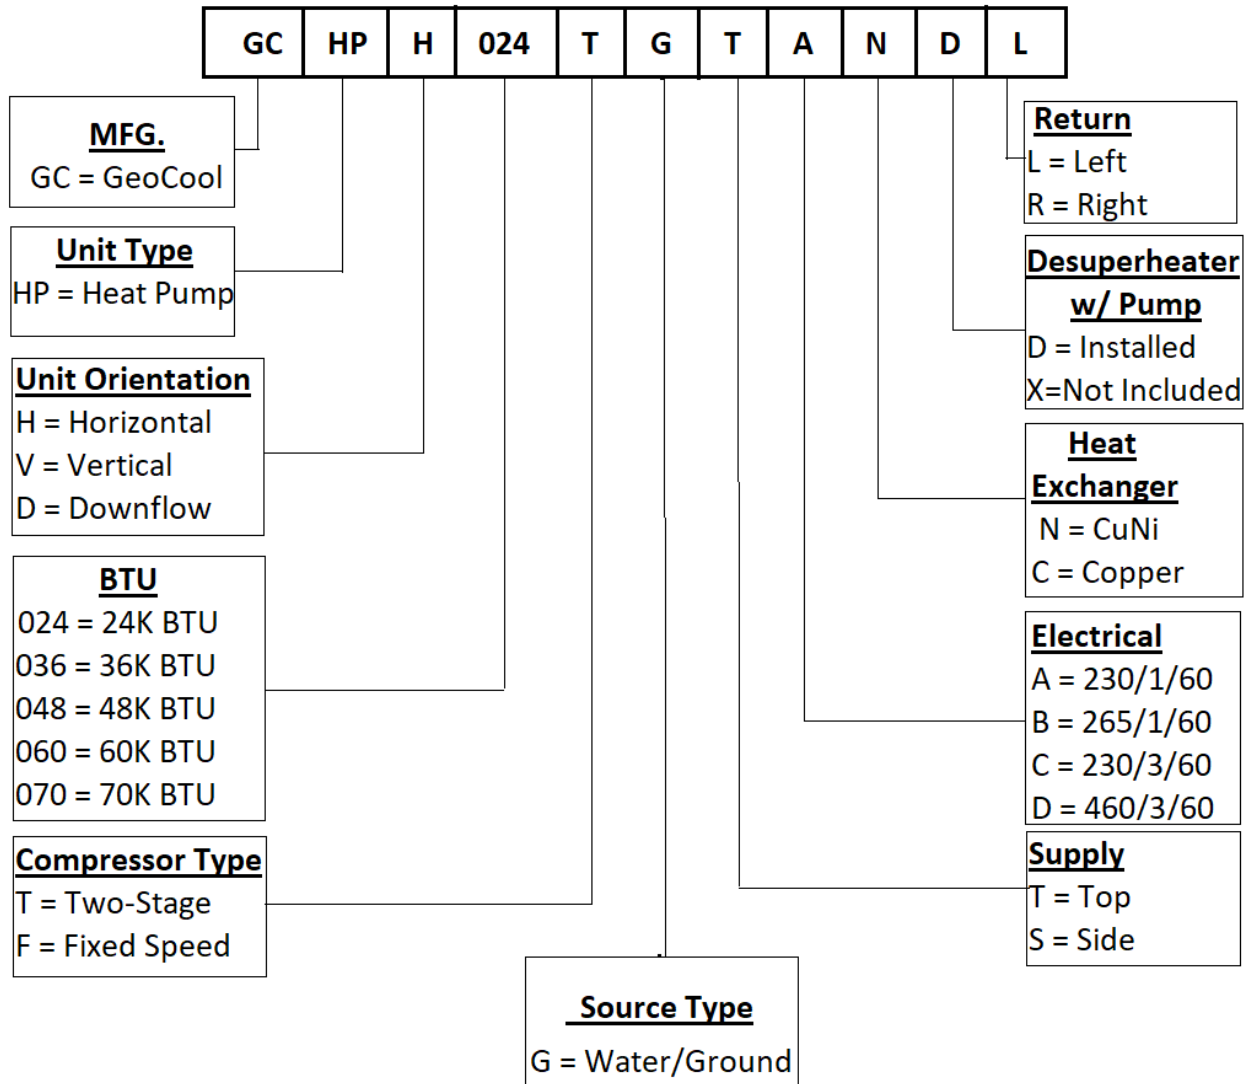 GC HP H 024 T G T A N D L
MFG.
GC = GeoCool
Unit Type
HP = Heat Pump
Unit Orientation
H = Horizontal
V = Vertical
D = Downflow
BTU
024 = 24K BTU
036 = 36K BTU
048 = 48K BTU
060 = 60K BTU
070 = 70K BTU
Compressor Type
T = Two-Stage
F = Fixed Speed
Source Type
G = Water/Ground
Return
L = Left
R = Right
Desuperheater
w/ Pump
D = Installed
X=Not Included
Heat
Exchanger
N = CuNi
C = Copper
Electrical
A = 230/1/60
B = 265/1/60
C = 230/3/60
D = 460/3/60
Supply
T = Top
S = Side